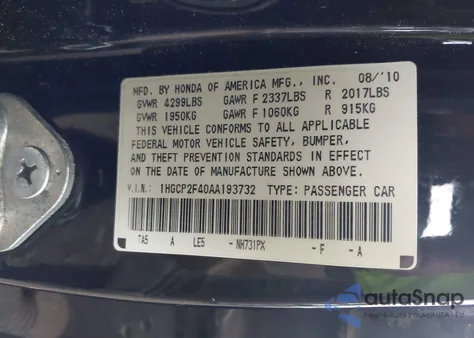 MFD. BY HONDA OF AMERICA MFG., INC. 08/'10
GVWR 4299LBS GAWR F 2337LBS R 2017LBS
GVWR 1950KG GAWR F 1060KG R 915KG
THIS VEHICLE CONFORMS TO ALL APPLICABLE
FEDERAL MOTOR VEHICLE SAFETY, BUMPER,
AND THEFT PREVENTION STANDARDS IN EFFECT
ON THE DATE OF MANUFACTURE SHOWN ABOVE.
V.I.N.: 1HGCP2F40AA193732 TYPE: PASSENGER CAR
TA5 A LE5 - NH731PX - F - A
autoSnap